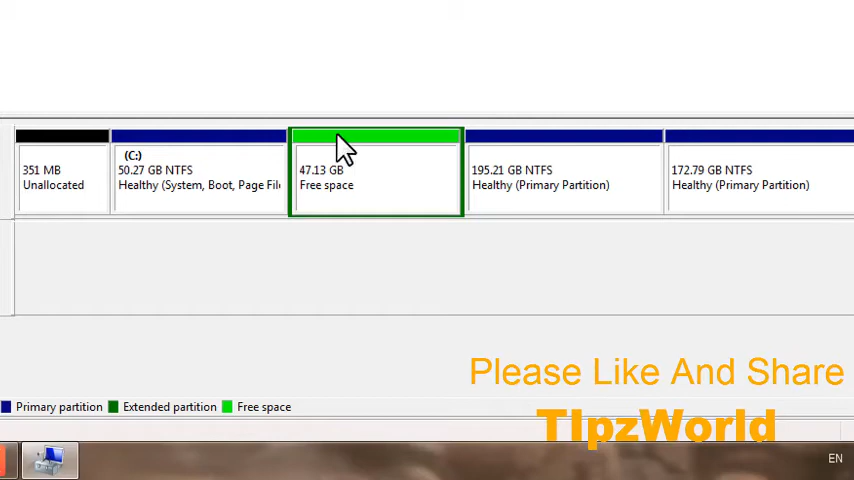 (C:)
351 MB
Unallocated
50.27 GB NTFS
Healthy (System, Boot, Page File
47.13 GB
Free space
195.21 GB NTFS
Healthy (Primary Partition)
172.79 GB NTFS
Healthy (Primary Partition)
Please Like And Share
TIpzWorld
Primary partition Extended partition Free space
EN